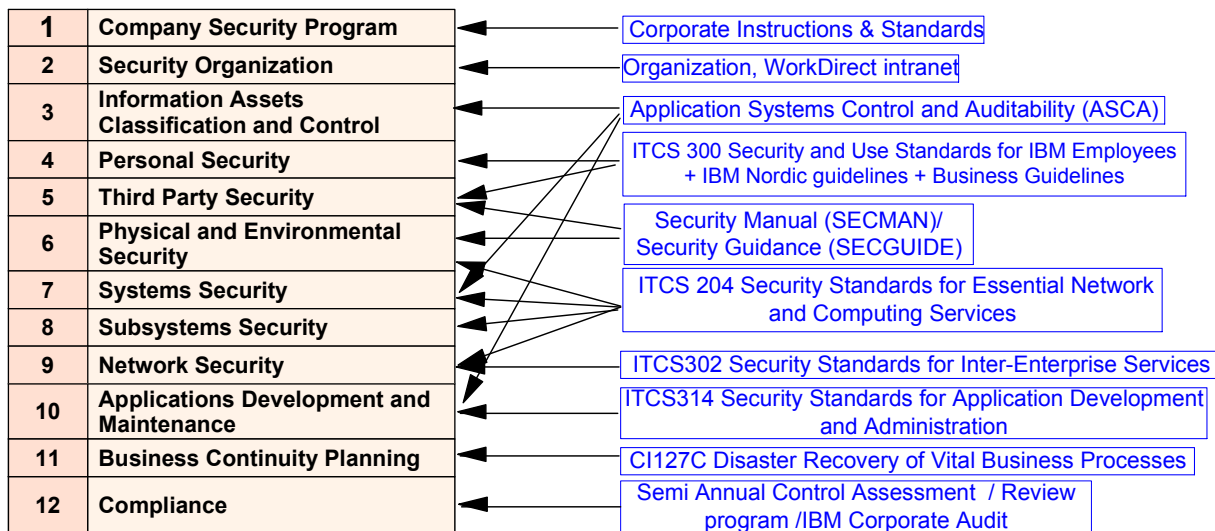 1 Company Security Program
2 Security Organization
3 Information Assets
Classification and Control
4 Personal Security
5 Third Party Security
6 Physical and Environmental
Security
7 Systems Security
8 Subsystems Security
9 Network Security
10 Applications Development and
Maintenance
11 Business Continuity Planning
12 Compliance
Corporate Instructions & Standards
Organization, WorkDirect intranet
Application Systems Control and Auditability (ASCA)
ITCS 300 Security and Use Standards for IBM Employees
+ IBM Nordic guidelines + Business Guidelines
Security Manual (SECMAN)/
Security Guidance (SECGUIDE)
ITCS 204 Security Standards for Essential Network
and Computing Services
ITCS302 Security Standards for Inter-Enterprise Services
ITCS314 Security Standards for Application Development
and Administration
CI127C Disaster Recovery of Vital Business Processes
Semi Annual Control Assessment / Review
program /IBM Corporate Audit